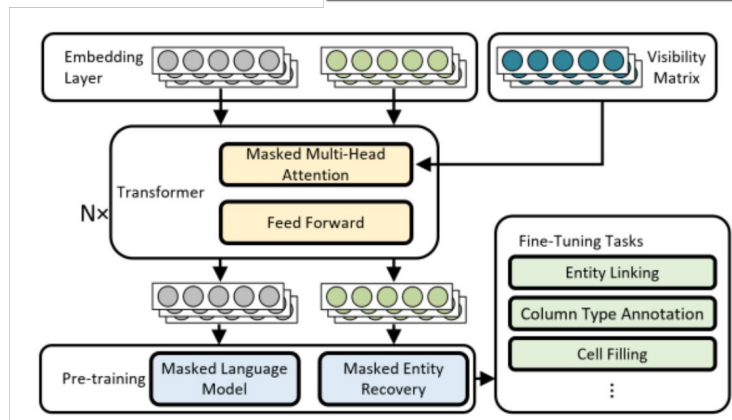 Embedding
Layer
Visibility
Matrix
Masked Multi-Head
Attention
Transformer
N×
Feed Forward
Fine-Tuning Tasks
Entity Linking
Column Type Annotation
Cell Filling
⋮
Pre-training
Masked Language
Model
Masked Entity
Recovery